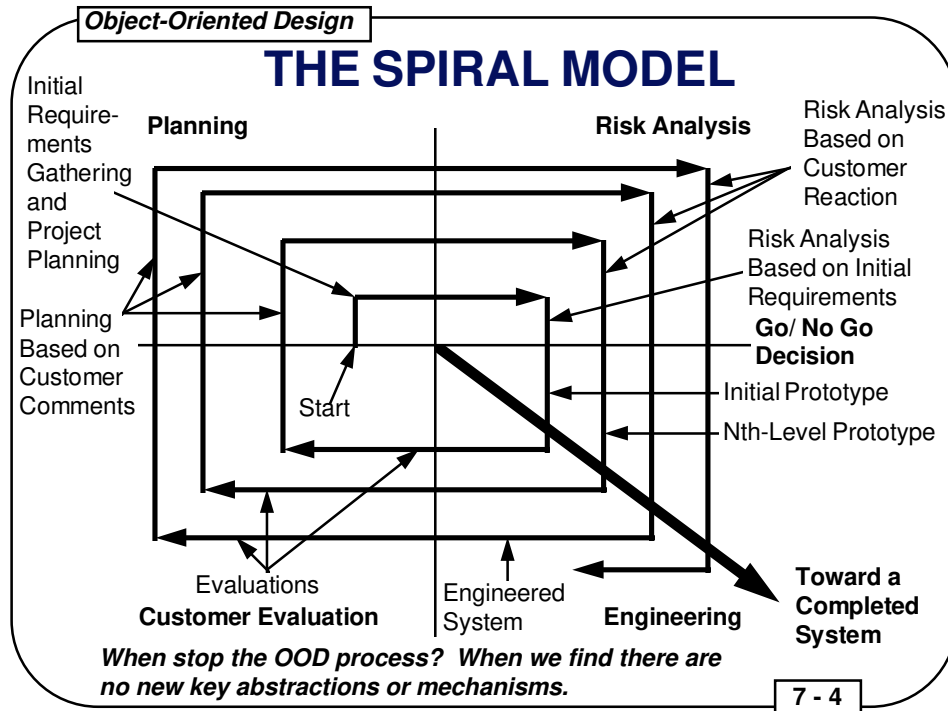 Object-Oriented Design
THE SPIRAL MODEL
Initial
Require-
ments
Gathering
and
Project
Planning
Planning
Risk Analysis
Risk Analysis
Based on
Customer
Reaction
Risk Analysis
Based on Initial
Requirements
Go/ No Go
Decision
Planning
Based on
Customer
Comments
Start
Initial Prototype
Nth-Level Prototype
Evaluations
Customer Evaluation
Engineered
System
Engineering
Toward a
Completed
System
When stop the OOD process? When we find there are
no new key abstractions or mechanisms.
7 - 4